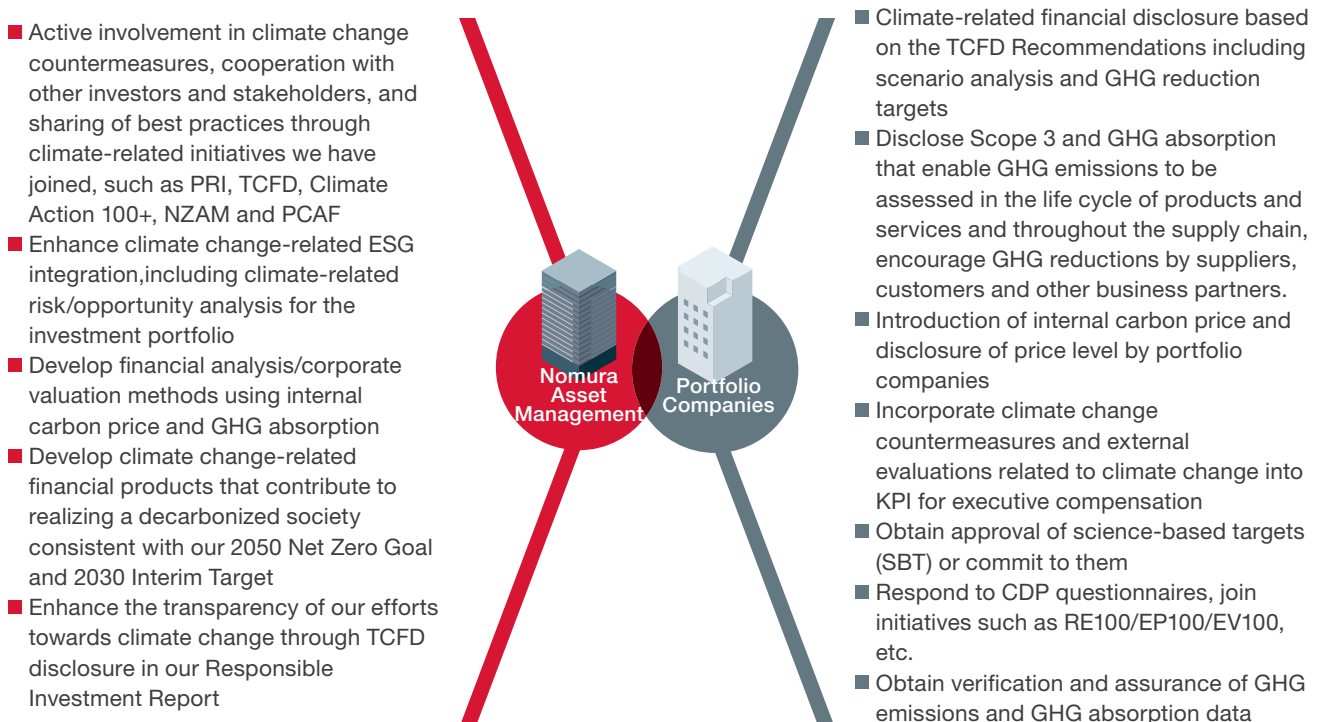 Active involvement in climate change
countermeasures, cooperation with
other investors and stakeholders, and
sharing of best practices through
climate-related initiatives we have
joined, such as PRI, TCFD, Climate
Action 100+, NZAM and PCAF
Enhance climate change-related ESG
integration,including climate-related
risk/opportunity analysis for the
investment portfolio
Develop financial analysis/corporate
valuation methods using internal
carbon price and GHG absorption
Develop climate change-related
financial products that contribute to
realizing a decarbonized society
consistent with our 2050 Net Zero Goal
and 2030 Interim Target
Enhance the transparency of our efforts
towards climate change through TCFD
disclosure in our Responsible
Investment Report
Nomura
Asset
Management
Portfolio
Companies
Climate-related financial disclosure based
on the TCFD Recommendations including
scenario analysis and GHG reduction
targets
Disclose Scope 3 and GHG absorption
that enable GHG emissions to be
assessed in the life cycle of products and
services and throughout the supply chain,
encourage GHG reductions by suppliers,
customers and other business partners.
Introduction of internal carbon price and
disclosure of price level by portfolio
companies
Incorporate climate change
countermeasures and external
evaluations related to climate change into
KPI for executive compensation
Obtain approval of science-based targets
(SBT) or commit to them
Respond to CDP questionnaires, join
initiatives such as RE100/EP100/EV100,
etc.
Obtain verification and assurance of GHG
emissions and GHG absorption data